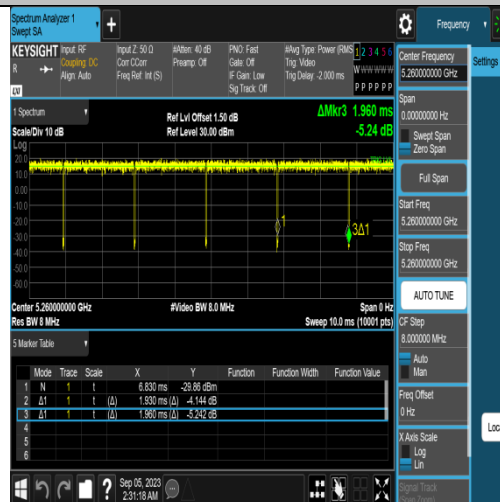 Spectrum Analyzer 1
Swept SA
+
Frequency
KEYSIGHT
R
LXI
Input: RF
Coupling: DC
Align: Auto
Input Z: 50 Ω
Corr CCorr
Freq Ref: Int (S)
#Atten: 40 dB
Preamp: Off
PNO: Fast
Gate: Off
IF Gain: Low
Sig Track: Off
#Avg Type: Power (RMS
Trig: Video
Trig Delay -2.000 ms
1 2 3 4 5 6
W W W W W W
P P P P P P
1 Spectrum
Scale/Div 10 dB
Ref Lvl Offset 1.50 dB
Ref Level 30.00 dBm
ΔMkr3 1.960 ms
-5.24 dB
Log
20.0
10.0
0.00
-10.0
-20.0
-30.0
-40.0
-50.0
-60.0
1
3Δ1
Center 5.260000000 GHz
#Video BW 8.0 MHz
Span 0 Hz
Res BW 8 MHz
Sweep 10.0 ms (10001 pts)
5 Marker Table
Mode Trace Scale X Y Function Function Width Function Value
1 N 1 t 6.830 ms -29.86 dBm
2 Δ1 1 t (Δ) 1.930 ms (Δ) -4.144 dB
3 Δ1 1 t (Δ) 1.960 ms (Δ) -5.242 dB
4
5
6
Sep 05, 2023
2:31:18 AM
Center Frequency
5.260000000 GHz
Settings
Span
0.00000000 Hz
Swept Span
Zero Span
Full Span
Start Freq
5.260000000 GHz
Stop Freq
5.260000000 GHz
AUTO TUNE
CF Step
8.000000 MHz
Auto
Man
Freq Offset
0 Hz
X Axis Scale
Log
Lin
Signal Track